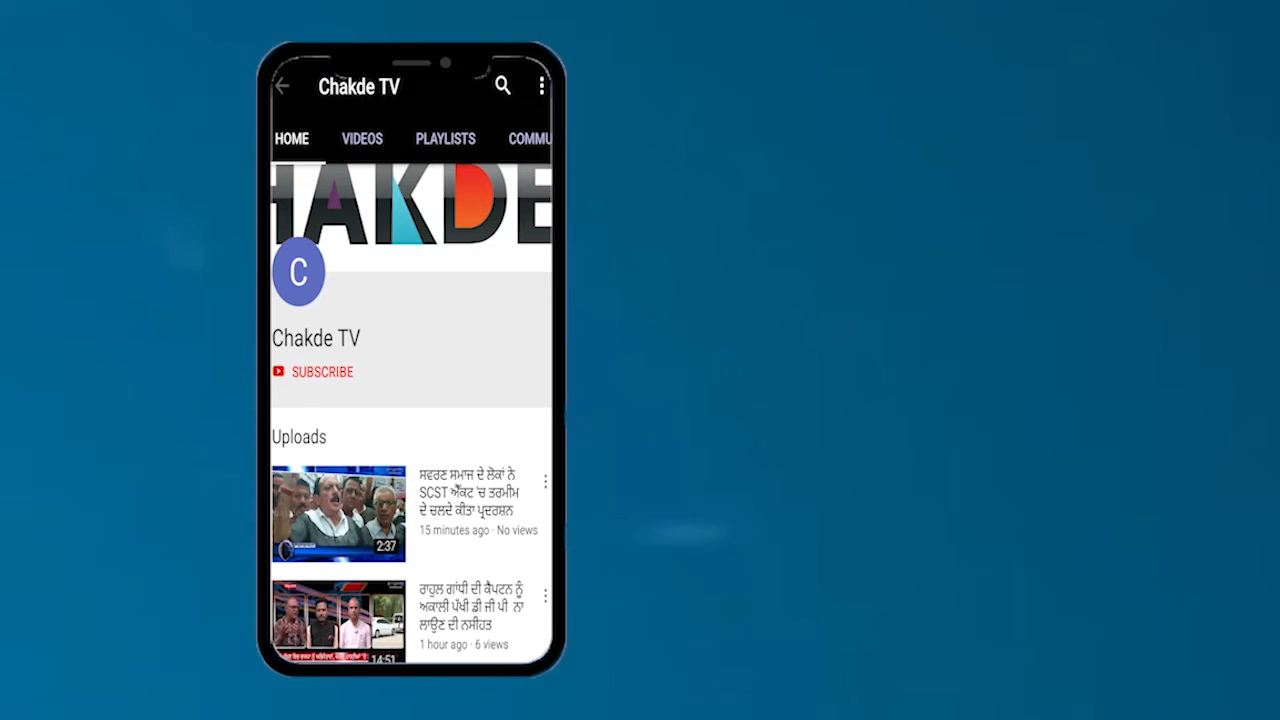 Chakde TV
HOME VIDEOS PLAYLISTS COMMU
HAKDE
C
Chakde TV
SUBSCRIBE
Uploads
ਸਵਰਣ ਸਮਾਜ ਦੇ ਲੋਕਾਂ ਨੇ
SCST ਐੱਕਟ 'ਚ ਤਰਮੀਮ
ਦੇ ਚਲਦੇ ਕੀਤਾ ਪ੍ਰਦਰਸ਼ਨ
15 minutes ago · No views
2:37
ਰਾਹੁਲ ਗਾਂਧੀ ਦੀ ਕੈਪਟਨ ਨੂੰ
ਅਕਾਲੀ ਪੱਖੀ ਡੀ ਜੀ ਪੀ ਨਾ
ਲਾਉਣ ਦੀ ਨਸੀਹਤ
1 hour ago · 6 views
14:51